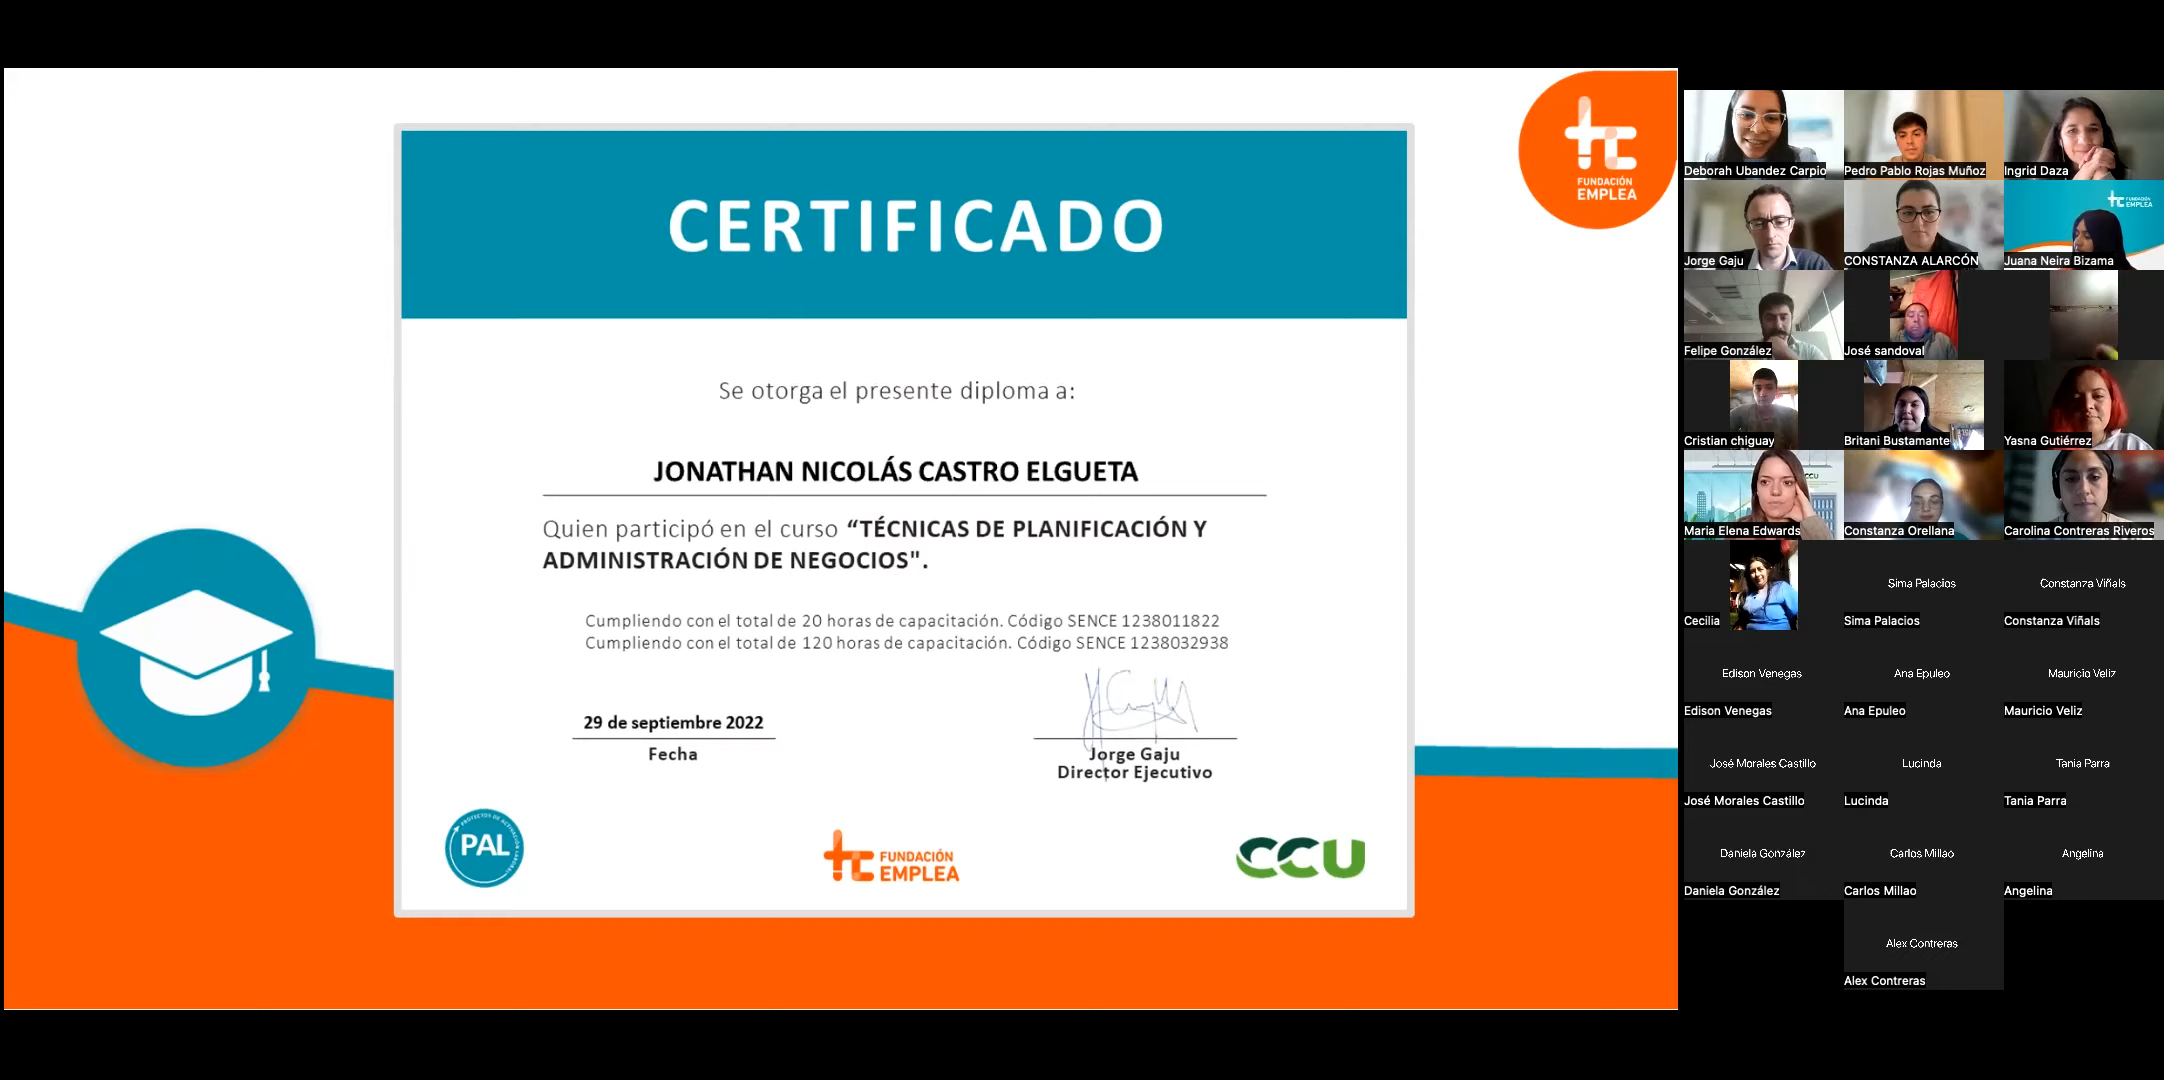 FUNDACIÓN
EMPLEA
CERTIFICADO
Se otorga el presente diploma a:
JONATHAN NICOLÁS CASTRO ELGUETA
Quien participó en el curso “TÉCNICAS DE PLANIFICACIÓN Y
ADMINISTRACIÓN DE NEGOCIOS".
Cumpliendo con el total de 20 horas de capacitación. Código SENCE 1238011822
Cumpliendo con el total de 120 horas de capacitación. Código SENCE 1238032938
29 de septiembre 2022
Fecha
Jorge Gaju
Director Ejecutivo
PROYECTOS DE ACTIVACIÓN LABORAL
PAL
FUNDACIÓN
EMPLEA
CCU
Deborah Ubandez Carpio
Pedro Pablo Rojas Muñoz
Ingrid Daza
Jorge Gaju
CONSTANZA ALARCÓN
FUNDACIÓN
EMPLEA
Juana Neira Bizama
Felipe González
José sandoval
Cristian chiguay
Britani Bustamante
Yasna Gutiérrez
CCU
Maria Elena Edwards
Constanza Orellana
Carolina Contreras Riveros
Cecilia
Sima Palacios
Sima Palacios
Constanza Viñals
Constanza Viñals
Edison Venegas
Edison Venegas
Ana Epuleo
Ana Epuleo
Mauricio Veliz
Mauricio Veliz
José Morales Castillo
José Morales Castillo
Lucinda
Lucinda
Tania Parra
Tania Parra
Daniela González
Daniela González
Carlos Millao
Carlos Millao
Angelina
Angelina
Alex Contreras
Alex Contreras